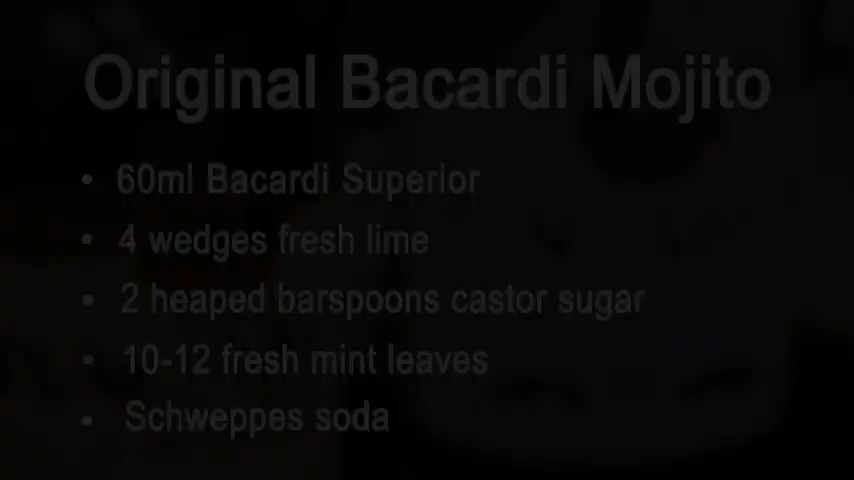 Original Bacardi Mojito
• 60ml Bacardi Superior
• 4 wedges fresh lime
• 2 heaped barspoons castor sugar
• 10-12 fresh mint leaves
• Schweppes soda